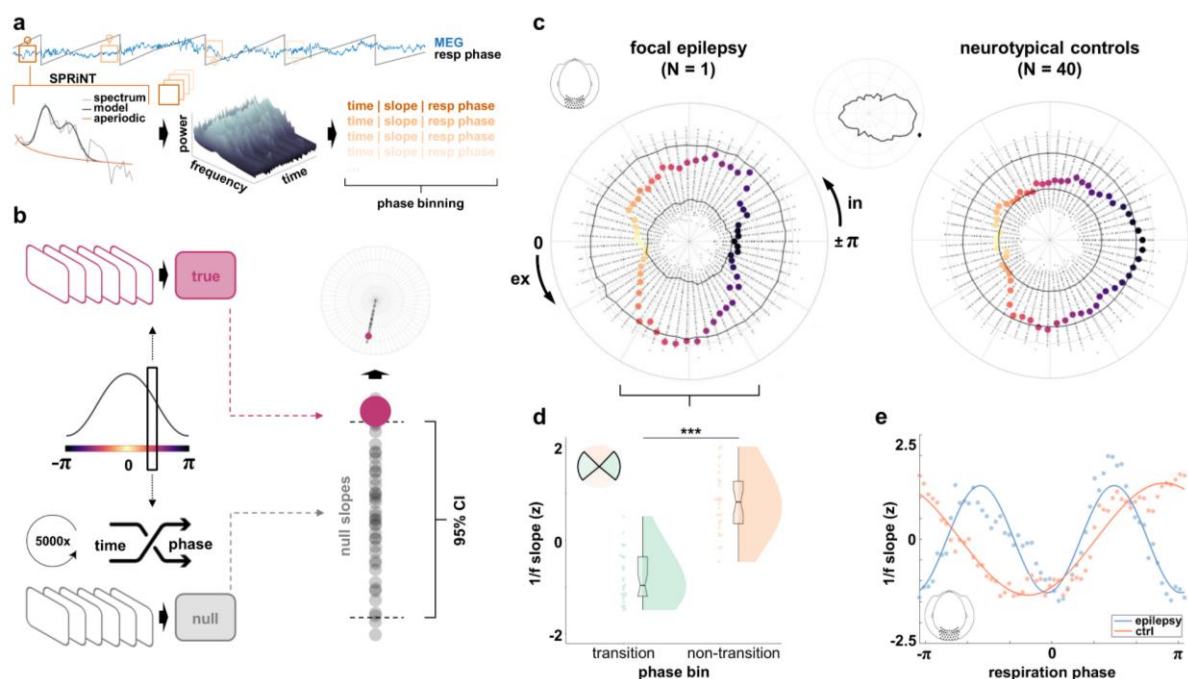 a
MEG
resp phase
SPRiNT
spectrum
model
aperiodic
power
frequency
time
time | slope | resp phase
time | slope | resp phase
time | slope | resp phase
time | slope | resp phase
...
phase binning
b
true
-π 0 π
5000x
time phase
null
null slopes
95% CI
c
focal epilepsy
(N = 1)
neurotypical controls
(N = 40)
0
ex
in
± π
d
***
2
0
-2
1/f slope (z)
transition non-transition
phase bin
e
2.5
0
-2.5
1/f slope (z)
epilepsy
ctrl
-π 0 π
respiration phase